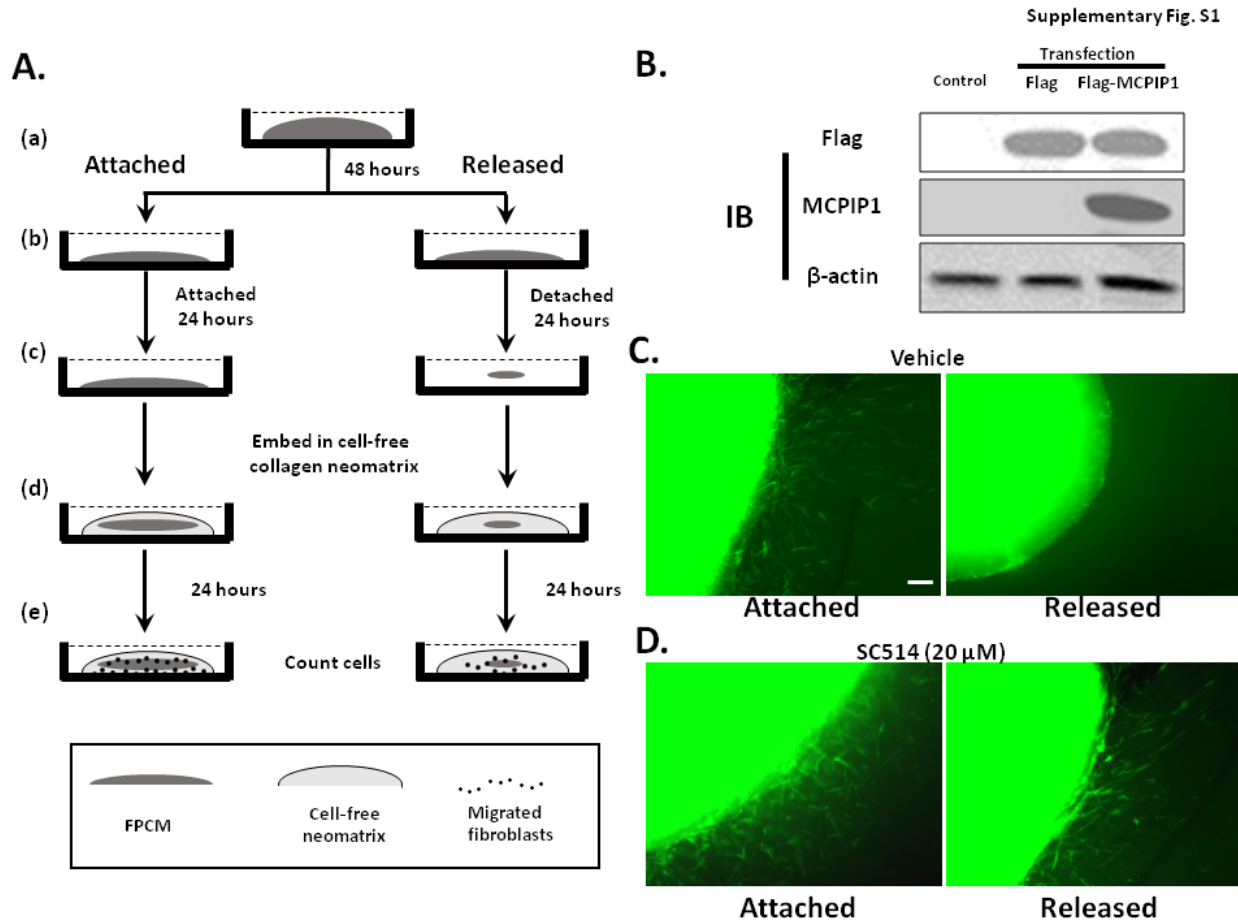 Supplementary Fig. S1
A.
(a)
Attached
48 hours
Released
(b)
Attached
24 hours
Detached
24 hours
(c)
Embed in cell-free
collagen neomatrix
(d)
24 hours
24 hours
(e)
Count cells
FPCM
Cell-free
neomatrix
Migrated
fibroblasts
B.
Transfection
Control
Flag
Flag-MCPIP1
IB
Flag
MCPIP1
β-actin
C.
Vehicle
Attached
Released
D.
SC514 (20 μM)
Attached
Released